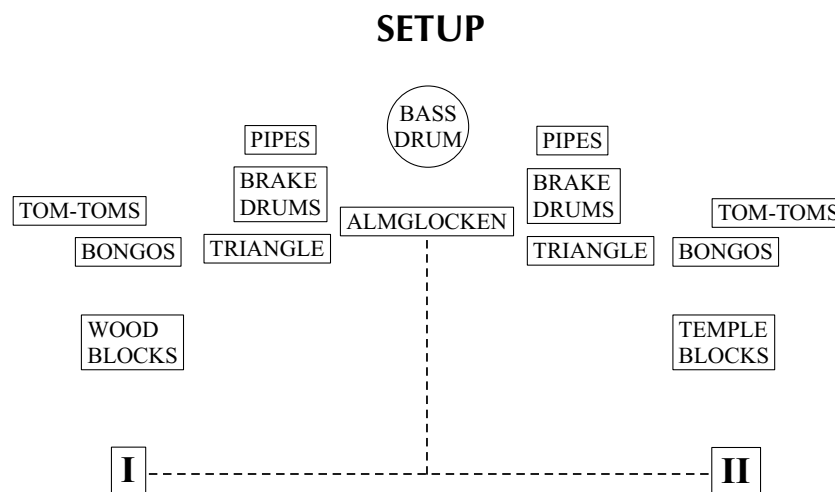 SETUP
BASS
DRUM
PIPES
PIPES
BRAKE
DRUMS
BRAKE
DRUMS
TOM-TOMS
ALMGLOCKEN
TOM-TOMS
BONGOS
TRIANGLE
TRIANGLE
BONGOS
WOOD
BLOCKS
TEMPLE
BLOCKS
I
II